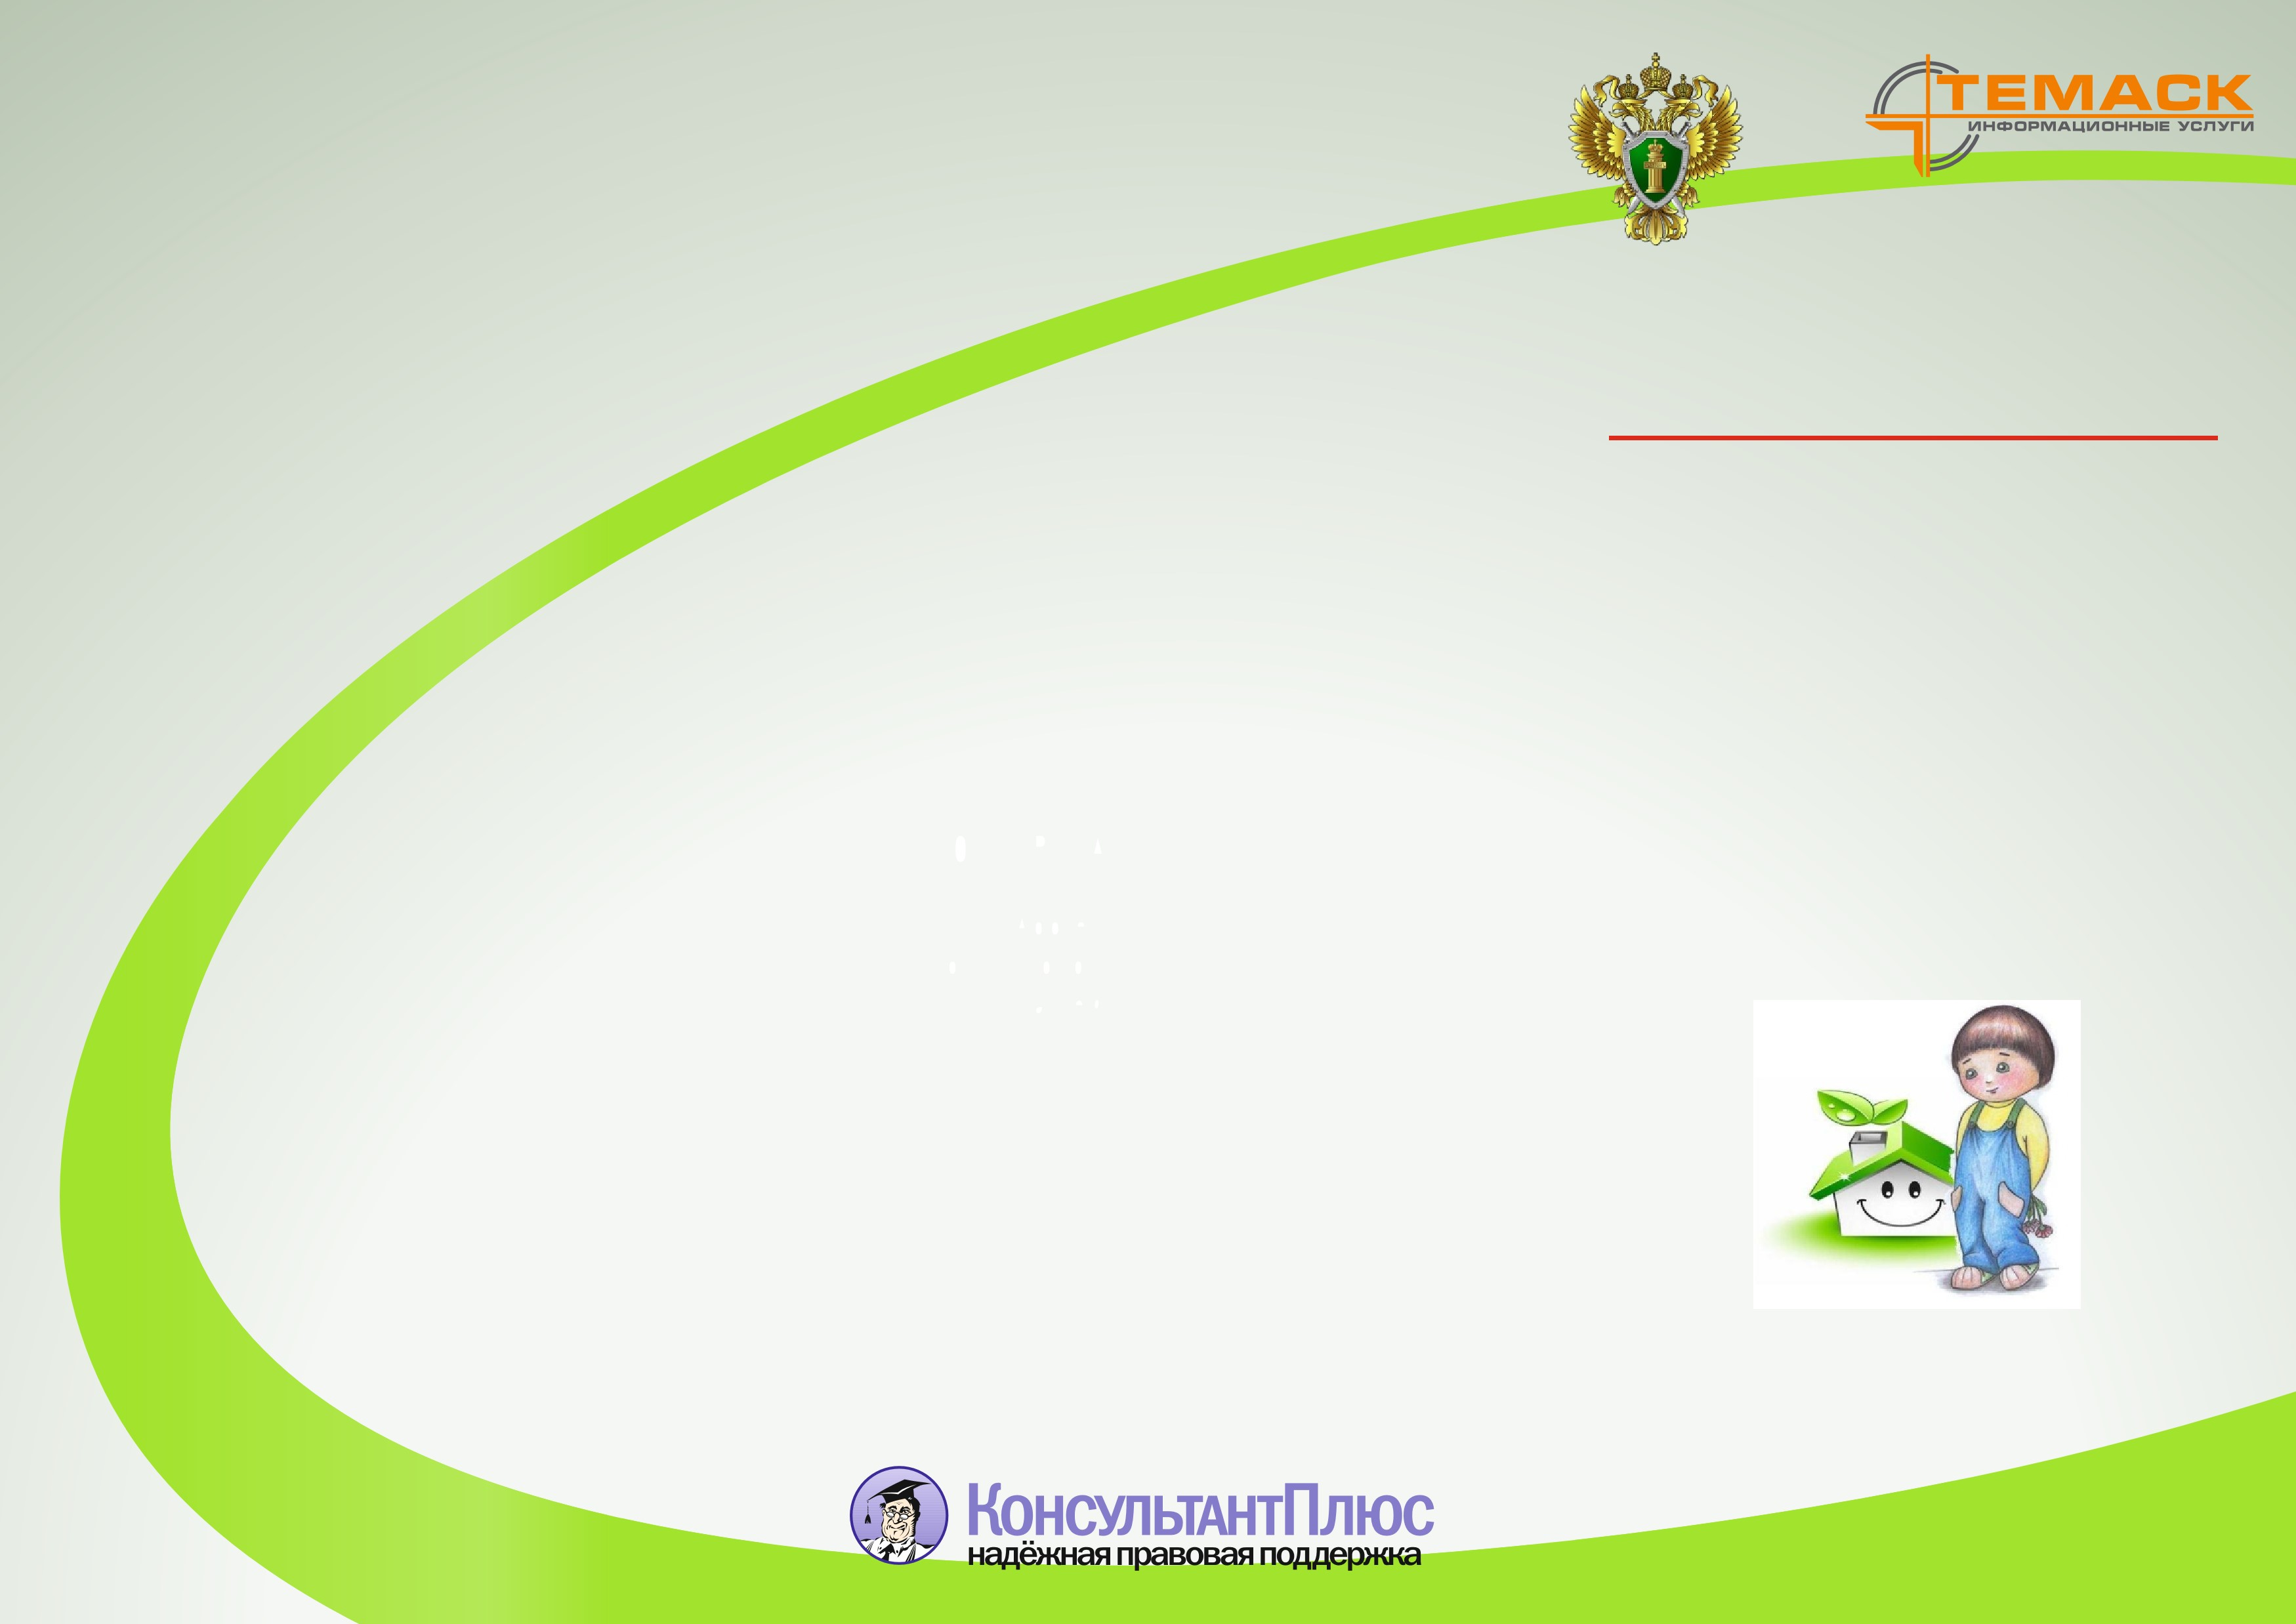 ТЕМАСК
ИНФОРМАЦИОННЫЕ УСЛУГИ
КонсультантПлюс
надёжная правовая поддержка